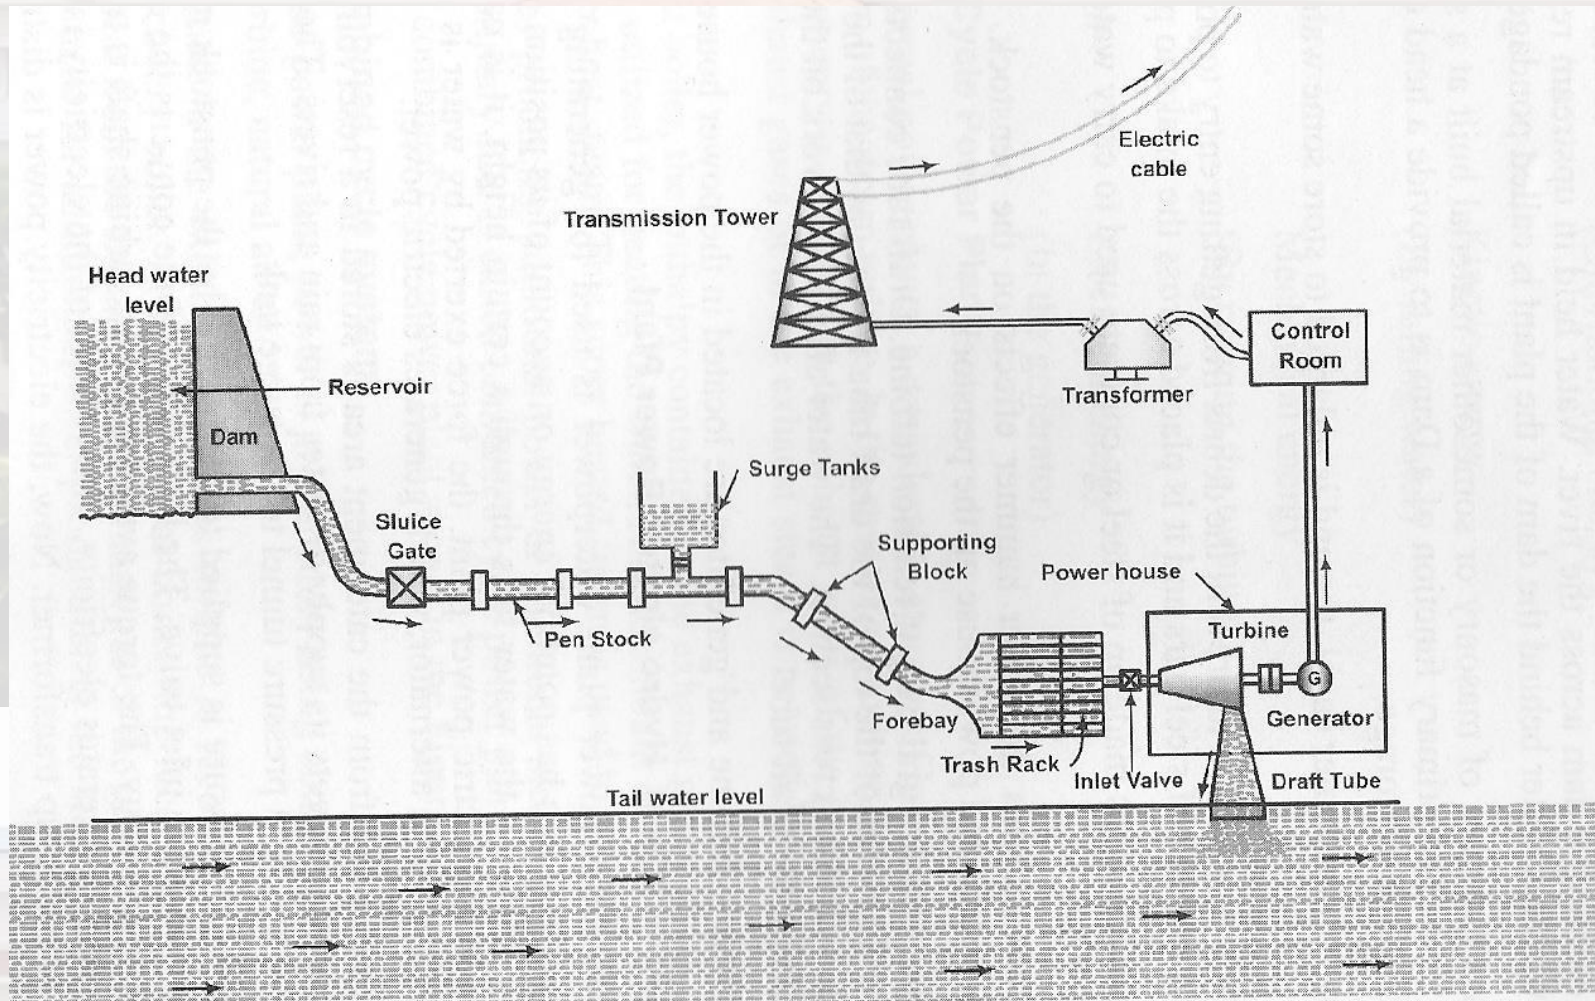 Electric
cable
Transmission Tower
Head water
level
Control
Room
Reservoir
Transformer
Dam
Surge Tanks
Sluice
Gate
Supporting
Block
Power house
Turbine
Pen Stock
G
Forebay
Generator
Trash Rack
Inlet Valve
Draft Tube
Tail water level